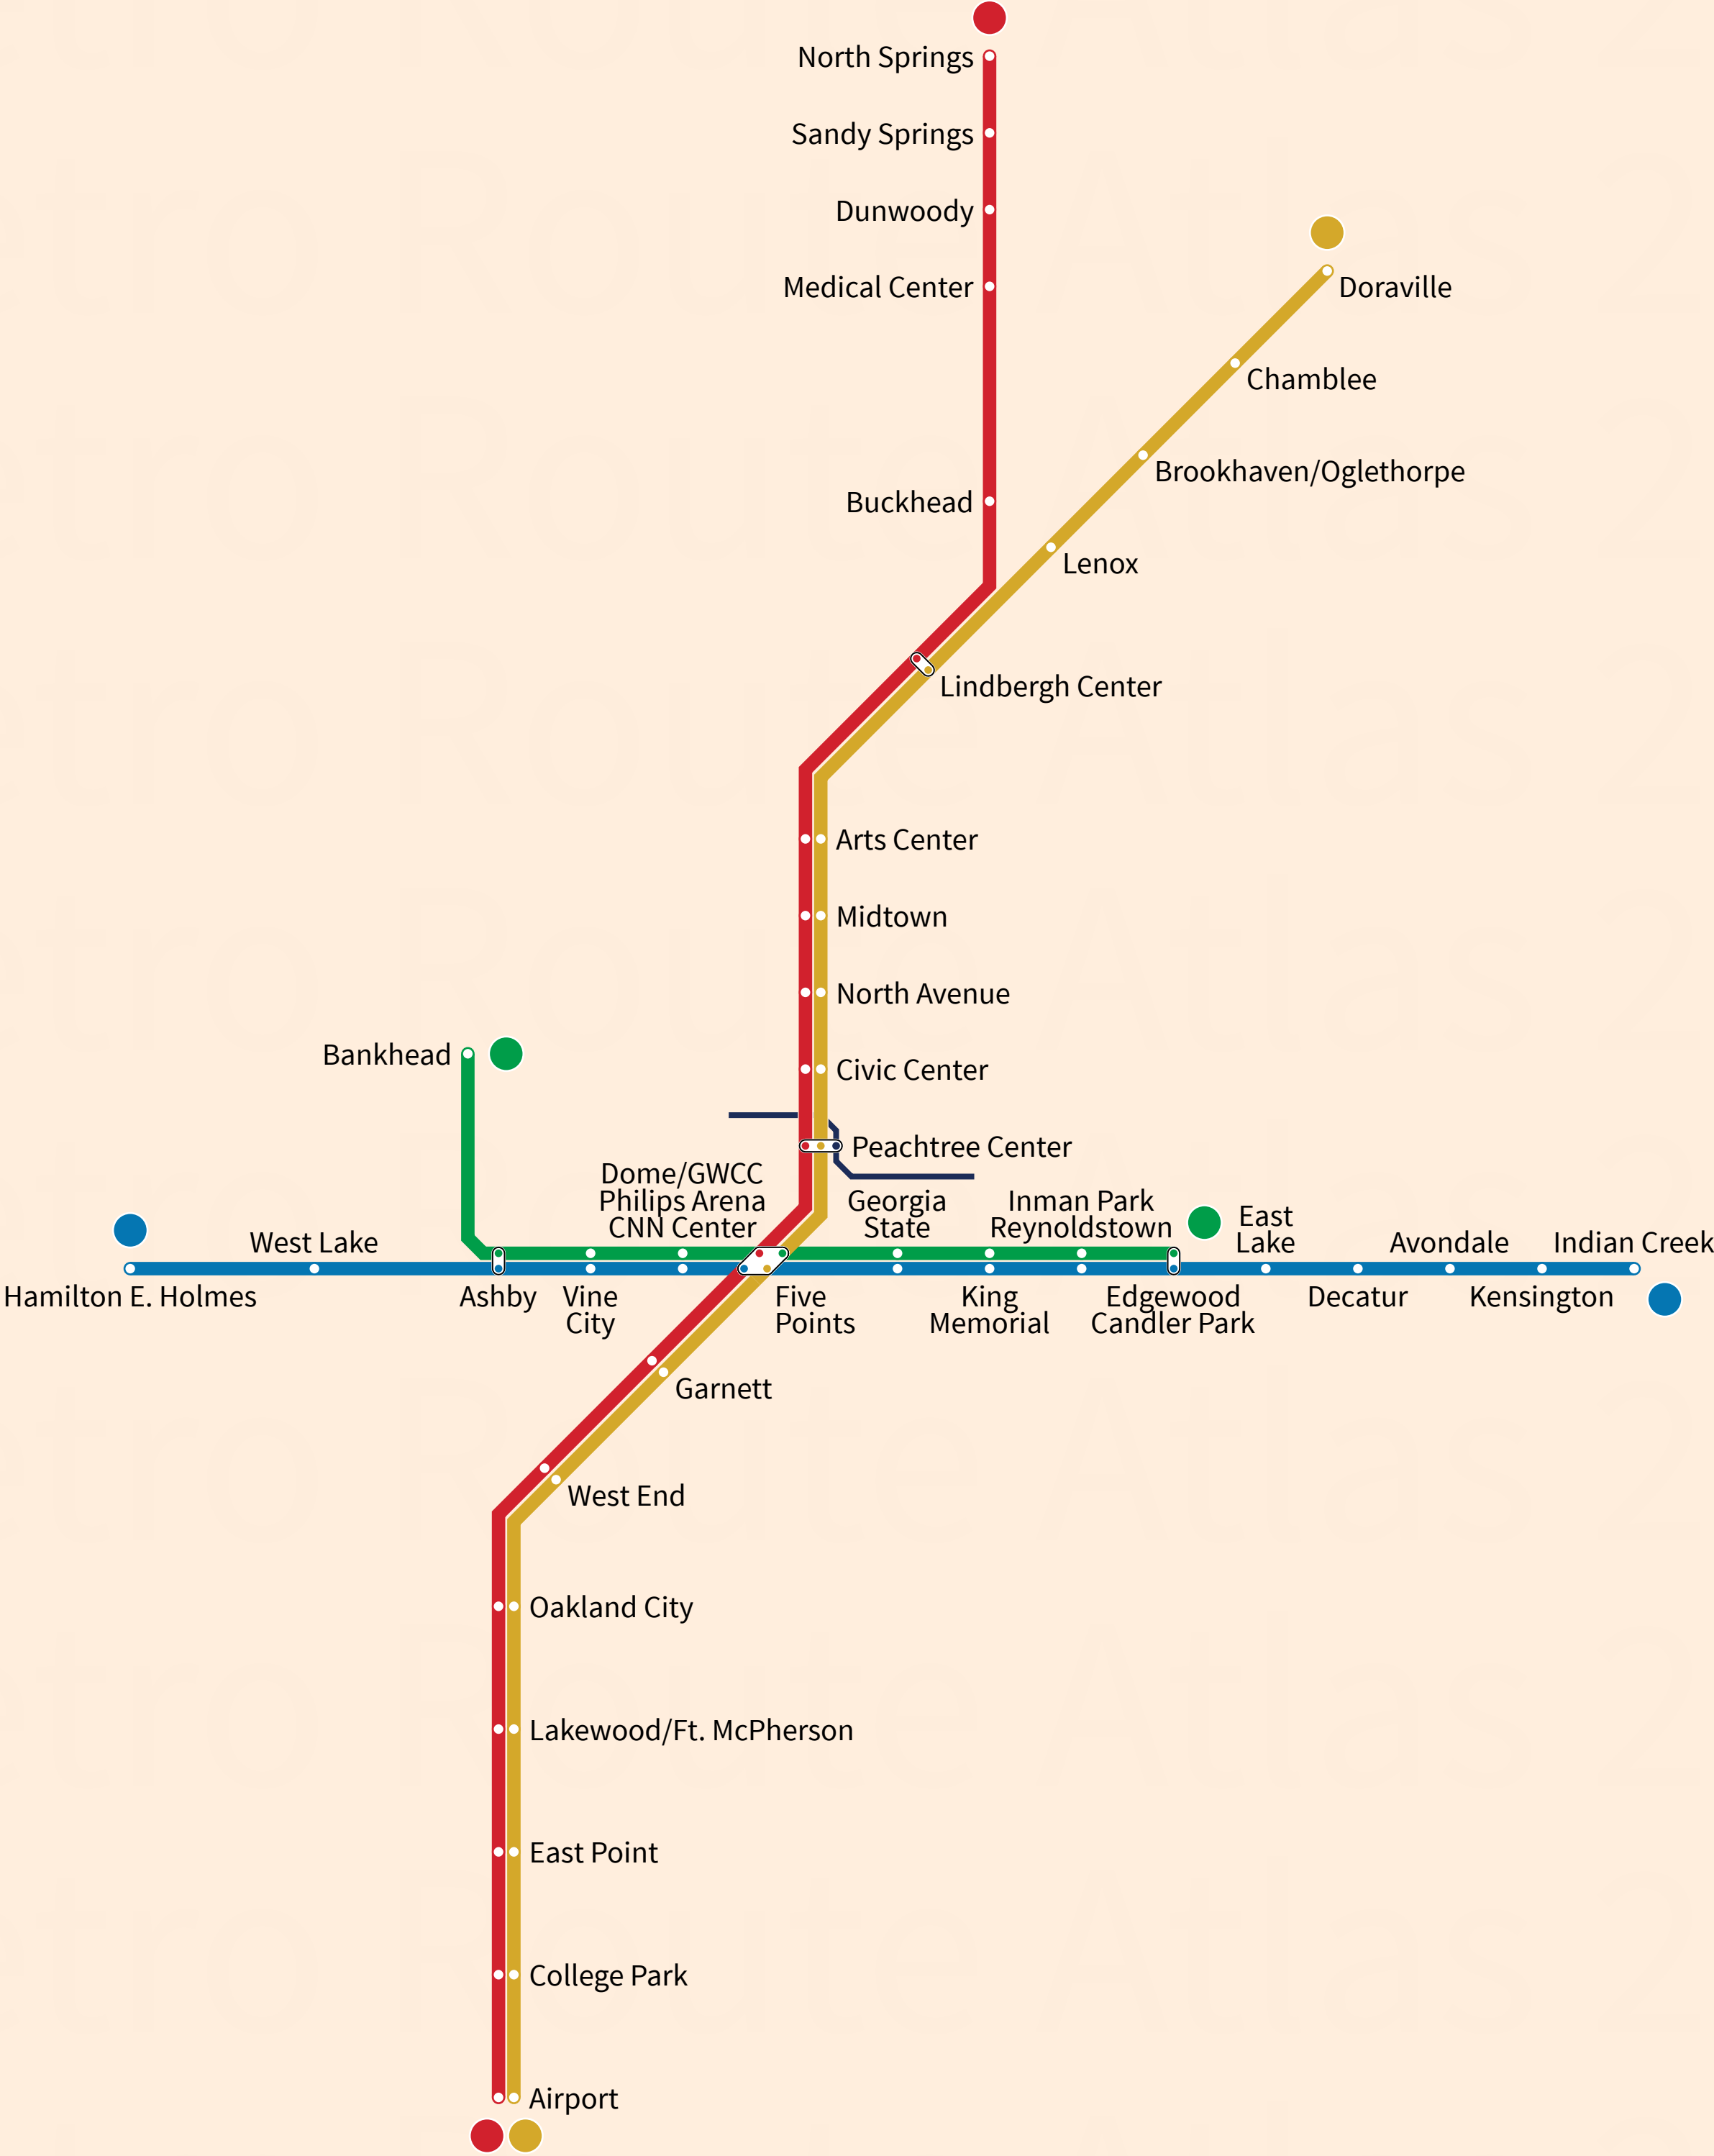 North Springs
Sandy Springs
Dunwoody
Medical Center
Doraville
Chamblee
Brookhaven/Oglethorpe
Buckhead
Lenox
Lindbergh Center
Arts Center
Midtown
North Avenue
Bankhead
Civic Center
Peachtree Center
Dome/GWCC
Philips Arena
CNN Center
Georgia
State
Inman Park
Reynoldstown
East
Lake
West Lake
Avondale
Indian Creek
Hamilton E. Holmes
Ashby
Vine
City
Five
Points
King
Memorial
Edgewood
Candler Park
Decatur
Kensington
Garnett
West End
Oakland City
Lakewood/Ft. McPherson
East Point
College Park
Airport